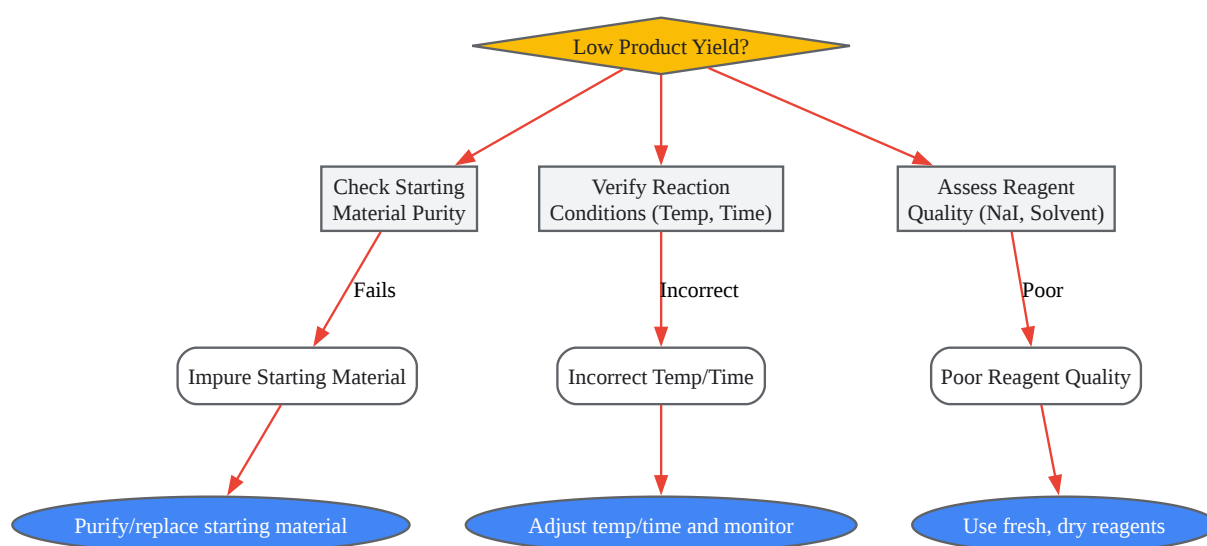 Low Product Yield?
Check Starting
Material Purity
Verify Reaction
Conditions (Temp, Time)
Assess Reagent
Quality (NaI, Solvent)
Fails
Incorrect
Poor
Impure Starting Material
Incorrect Temp/Time
Poor Reagent Quality
Purify/replace starting material
Adjust temp/time and monitor
Use fresh, dry reagents